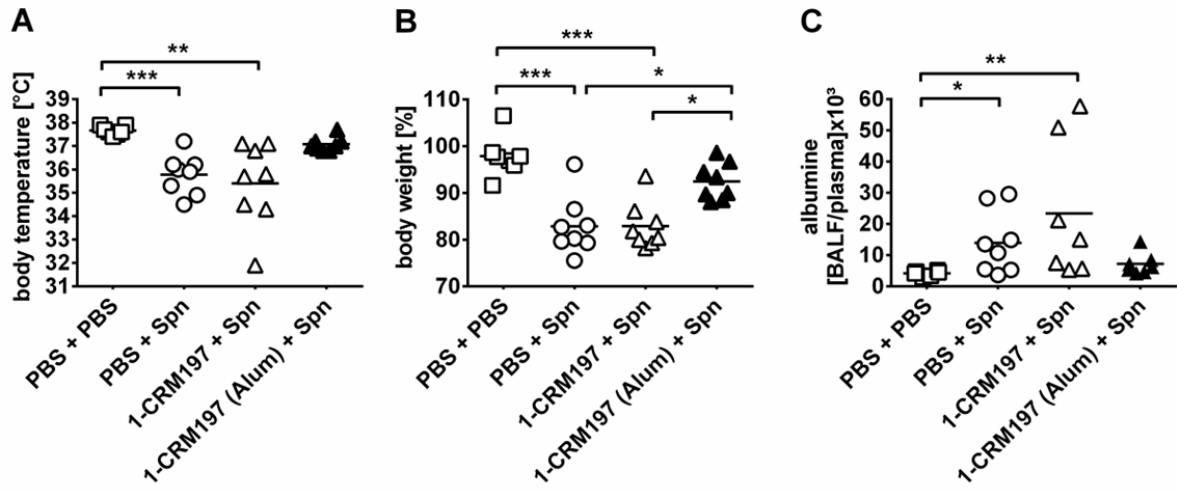 A
**
***
body temperature [°C]
39
37
36
35
34
33
32
31
PBS + PBS
PBS + Spn
1-CRM197 + Spn
1-CRM197 (Alum) + Spn
B
***
***
*
*
body weight [%]
110
100
90
80
70
PBS + PBS
PBS + Spn
1-CRM197 + Spn
1-CRM197 (Alum) + Spn
C
**
*
albumine
[BALF/plasma]x10³
60
50
40
30
20
10
0
PBS + PBS
PBS + Spn
1-CRM197 + Spn
1-CRM197 (Alum) + Spn